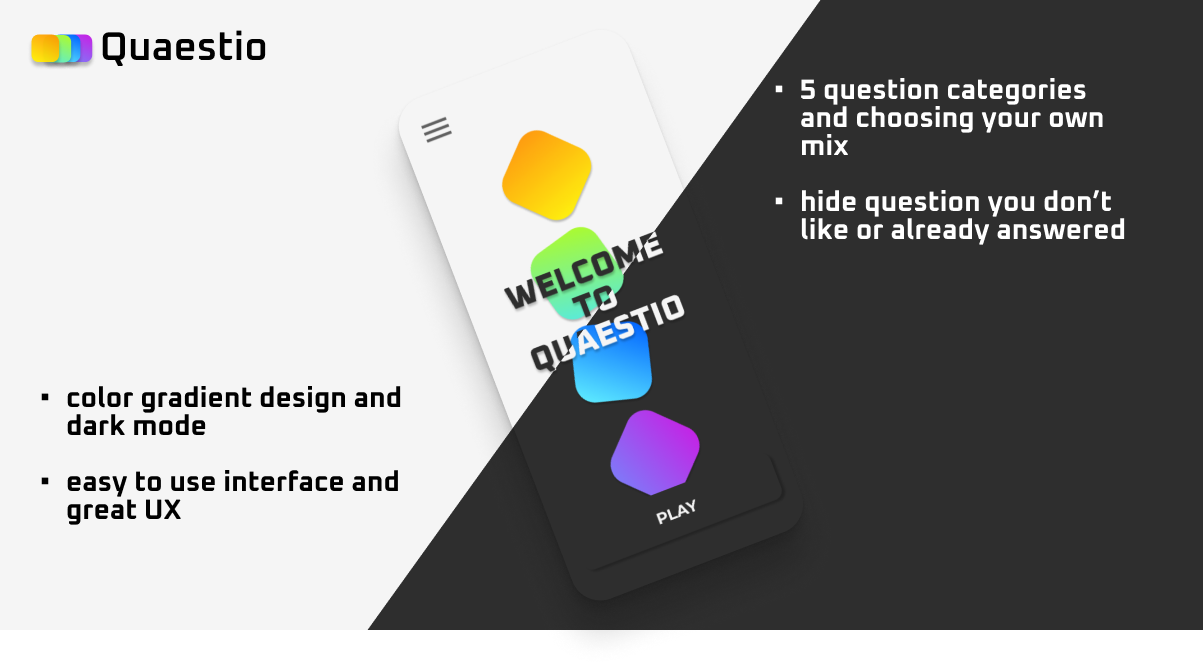 Quaestio
▪ 5 question categories
and choosing your own
mix
▪ hide question you don’t
like or already answered
WELCOME
TO
QUAESTIO
PLAY
▪ color gradient design and
dark mode
▪ easy to use interface and
great UX